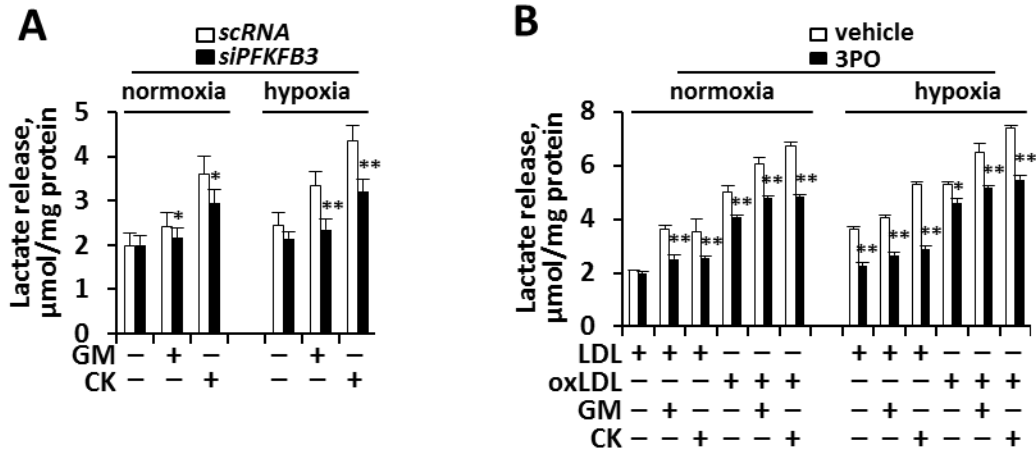 A
scRNA
siPFKFB3
normoxia hypoxia
Lactate release,
µmol/mg protein
5
4
3
2
1
0
* * ** **
GM – + – – + –
CK – – + – – +
B
vehicle
3PO
normoxia hypoxia
Lactate release,
µmol/mg protein
8
6
4
2
0
** ** ** ** ** ** ** ** * ** **
LDL + + + – – – + + + – – –
oxLDL – – – + + + – – – + + +
GM – + – – + – – + – – + –
CK – – + – – + – – + – – +